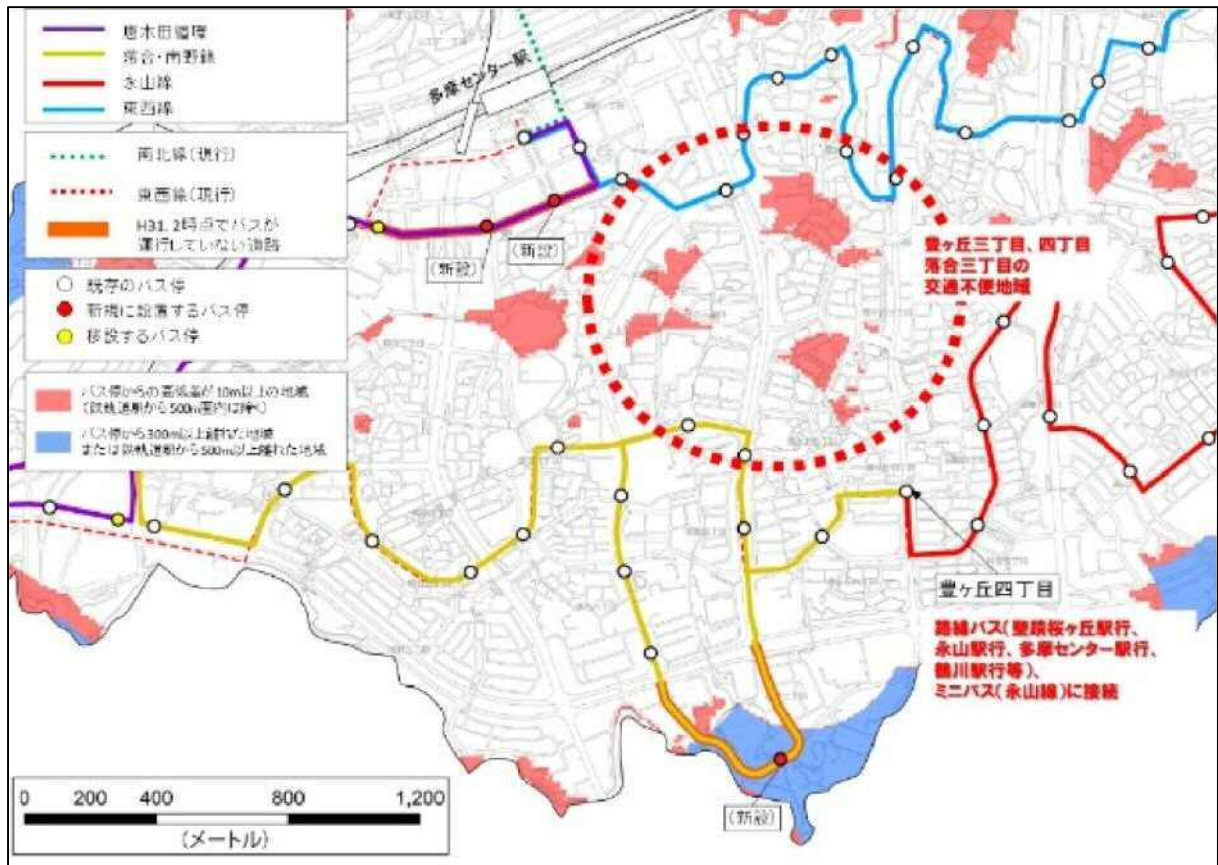 唐木田循環
落合・南野線
永山線
東西線
南北線(現行)
東西線(現行)
H31.2時点でバスが
運行していない道路
既存のバス停
新規に設置するバス停
移設するバス停
バス停からの高低差が10m以上の地域
(鉄軌道駅から500m圏内は除く)
バス停から300m以上離れた地域
または鉄軌道駅から500m以上離れた地域
多摩センター駅
(新設)
(新設)
豊ヶ丘三丁目、四丁目
落合三丁目の
交通不便地域
豊ヶ丘四丁目
路線バス(聖蹟桜ヶ丘駅行、
永山駅行、多摩センター駅行、
鶴川駅行等)、
ミニバス(永山線)に接続
(新設)
0 200 400 800 1,200
(メートル)